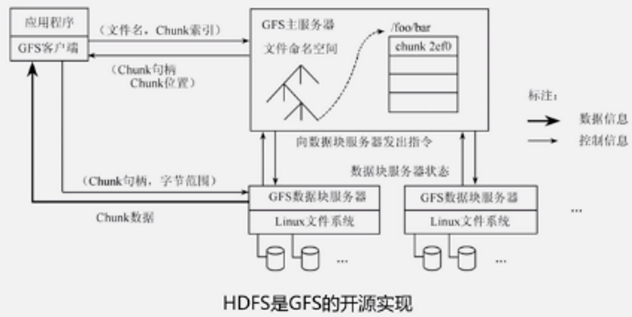 应用程序
GFS客户端
(文件名,Chunk索引)
(Chunk句柄
Chunk位置)
GFS主服务器
文件命名空间
/foo/bar
chunk 2ef0
标注:
数据信息
控制信息
向数据块服务器发出指令
数据块服务器状态
(Chunk句柄,字节范围)
Chunk数据
GFS数据块服务器
Linux文件系统
...
GFS数据块服务器
Linux文件系统
...
...
HDFS是GFS的开源实现